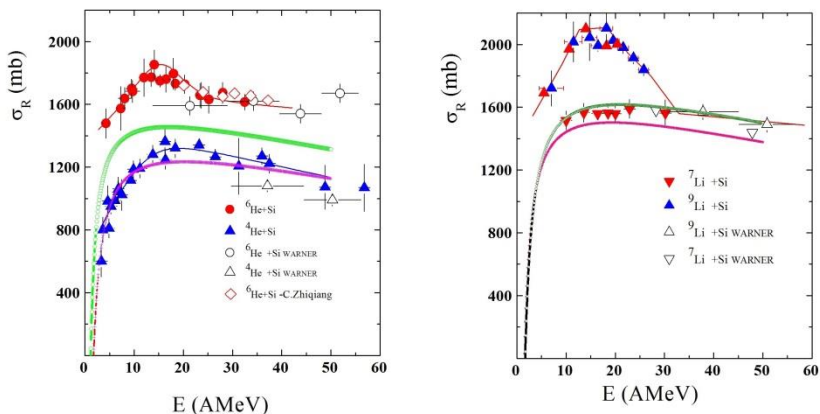 2000
1600
1200
800
400
σR (mb)
⁶He+Si
⁴He+Si
⁶He +Si WARNER
⁴He +Si WARNER
⁶He+Si -C.Zhiqiang
0 10 20 30 40 50 60
E (AMeV)
2000
1600
1200
800
400
0
σR (mb)
⁷Li +Si
⁹Li +Si
⁹Li +Si WARNER
⁷Li +Si WARNER
0 10 20 30 40 50 60
E (AMeV)